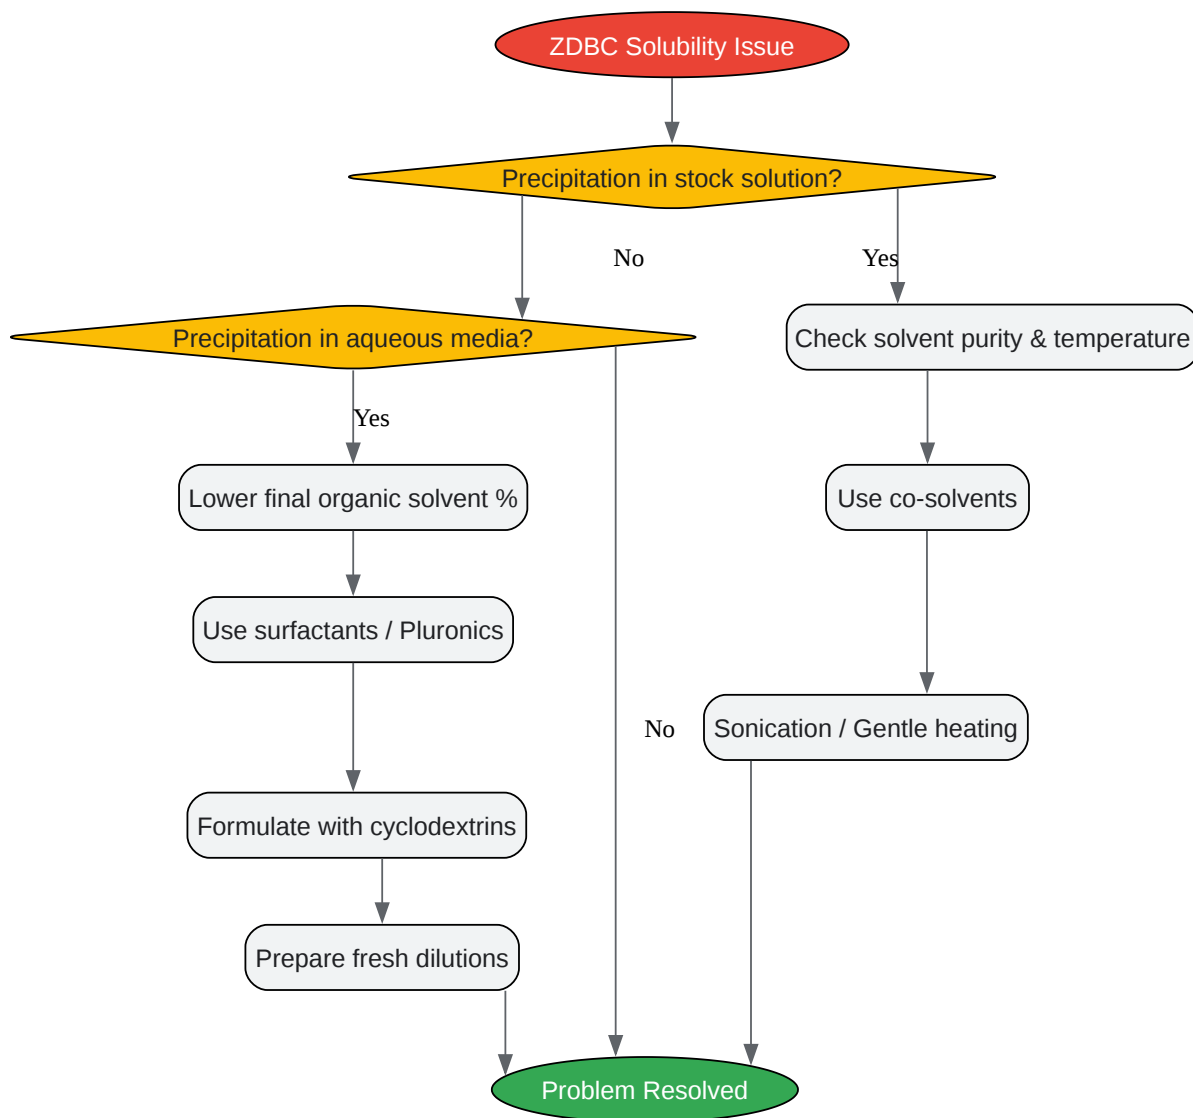 ZDBC Solubility Issue
Precipitation in stock solution?
No
Yes
Precipitation in aqueous media?
Check solvent purity & temperature
Yes
Lower final organic solvent %
Use co-solvents
Use surfactants / Pluronics
No
Sonication / Gentle heating
Formulate with cyclodextrins
Prepare fresh dilutions
Problem Resolved